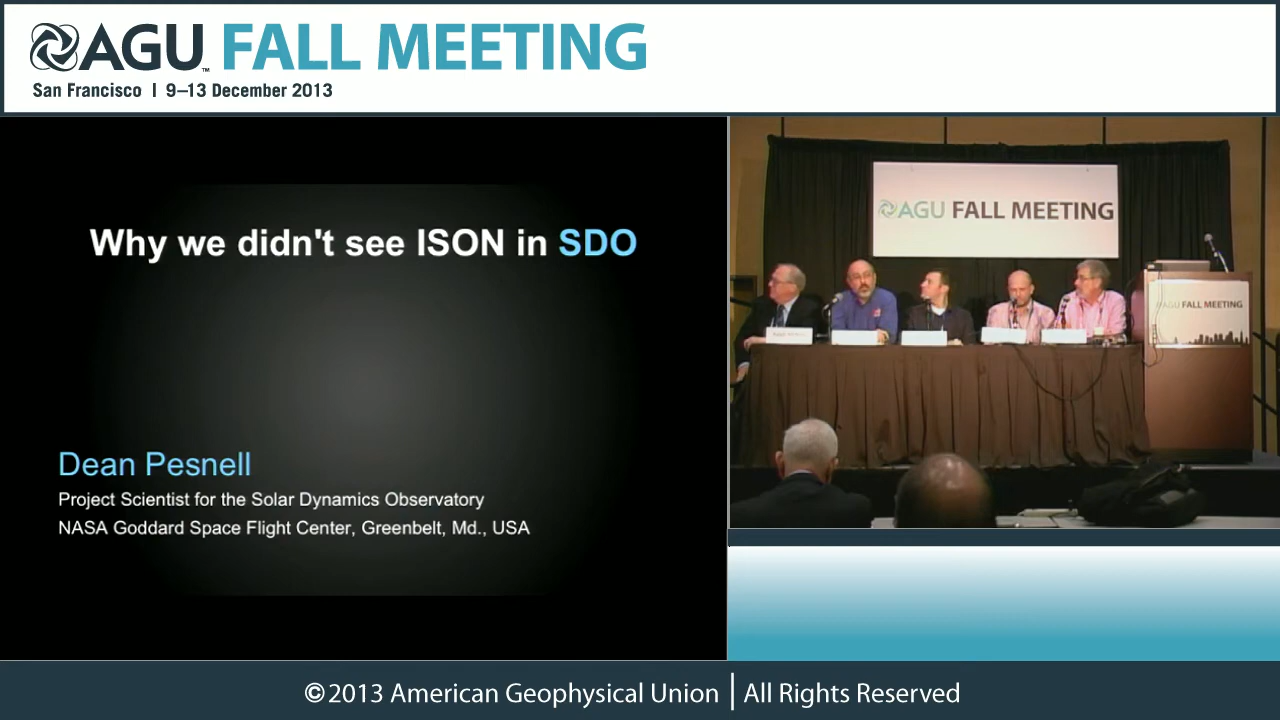 AGU™ FALL MEETING
San Francisco | 9–13 December 2013
Why we didn't see ISON in SDO
Dean Pesnell
Project Scientist for the Solar Dynamics Observatory
NASA Goddard Space Flight Center, Greenbelt, Md., USA
AGU FALL MEETING
AGU FALL MEETING
©2013 American Geophysical Union | All Rights Reserved